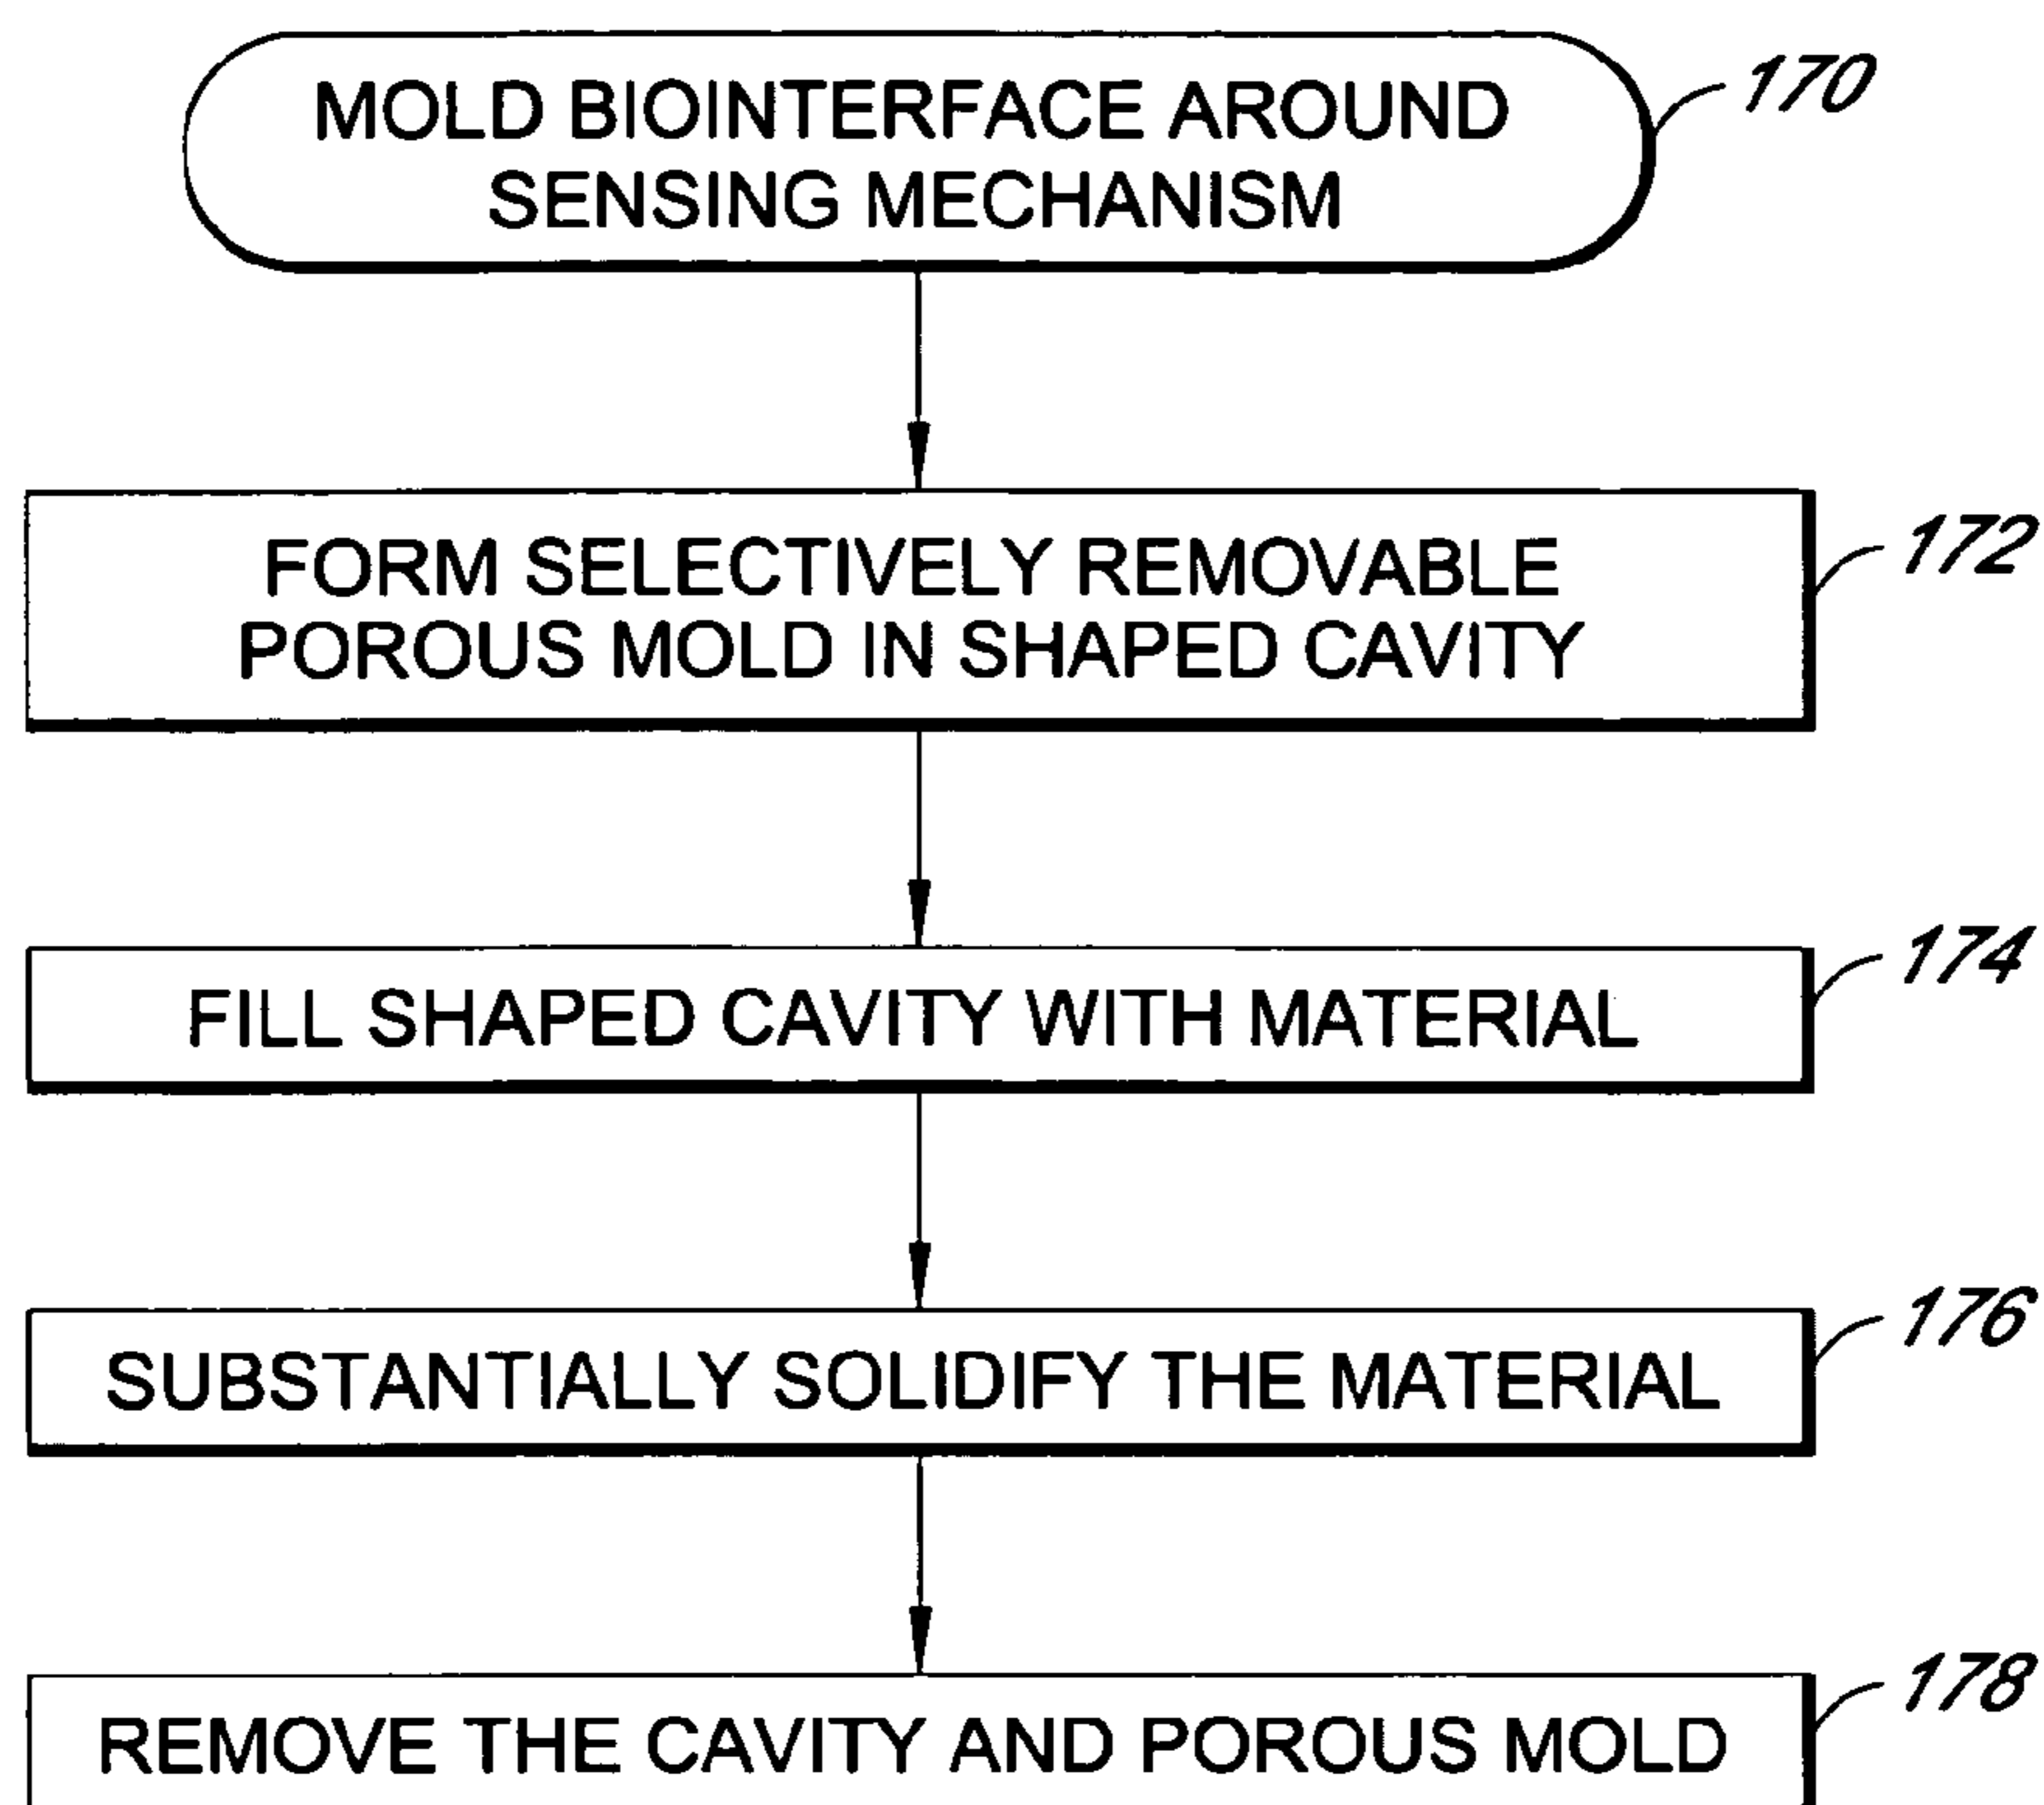 MOLD BIOINTERFACE AROUND
SENSING MECHANISM
170
FORM SELECTIVELY REMOVABLE
POROUS MOLD IN SHAPED CAVITY
172
FILL SHAPED CAVITY WITH MATERIAL
174
SUBSTANTIALLY SOLIDIFY THE MATERIAL
176
REMOVE THE CAVITY AND POROUS MOLD
178